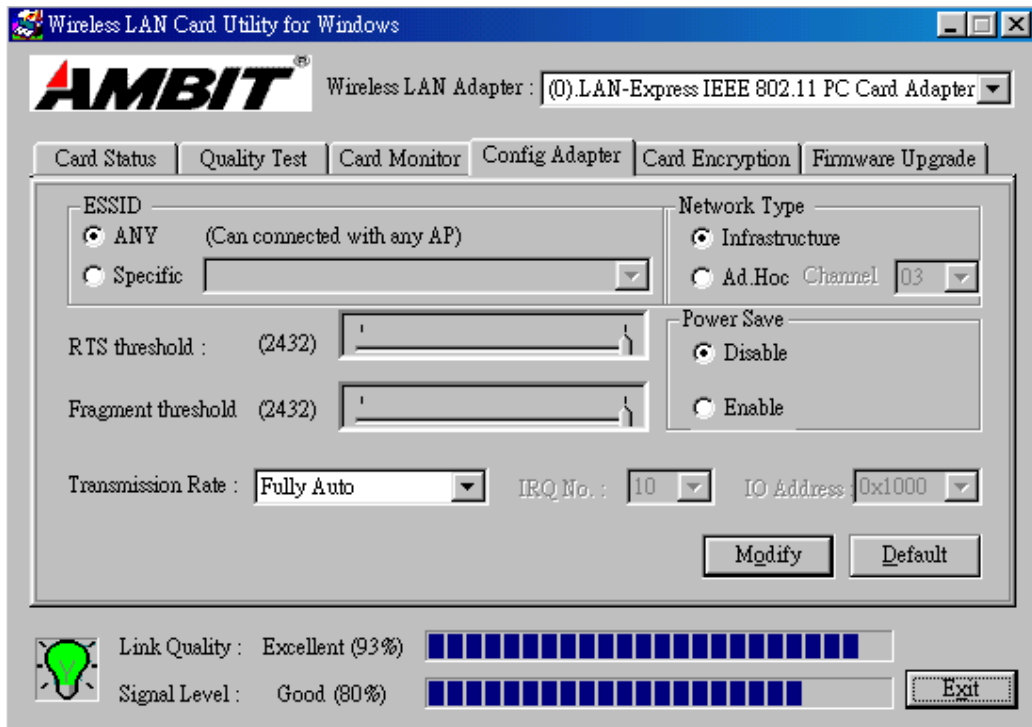 Wireless LAN Card Utility for Windows
AMBIT®
Wireless LAN Adapter : (0).LAN-Express IEEE 802.11 PC Card Adapter
Card Status Quality Test Card Monitor Config Adapter Card Encryption Firmware Upgrade
ESSID
ANY (Can connected with any AP)
Specific
Network Type
Infrastructure
Ad.Hoc Channel 03
RTS threshold : (2432)
Fragment threshold (2432)
Power Save
Disable
Enable
Transmission Rate : Fully Auto IRQ No. : 10 IO Address : 0x1000
Modify Default
Link Quality : Excellent (93%)
Signal Level : Good (80%)
Exit